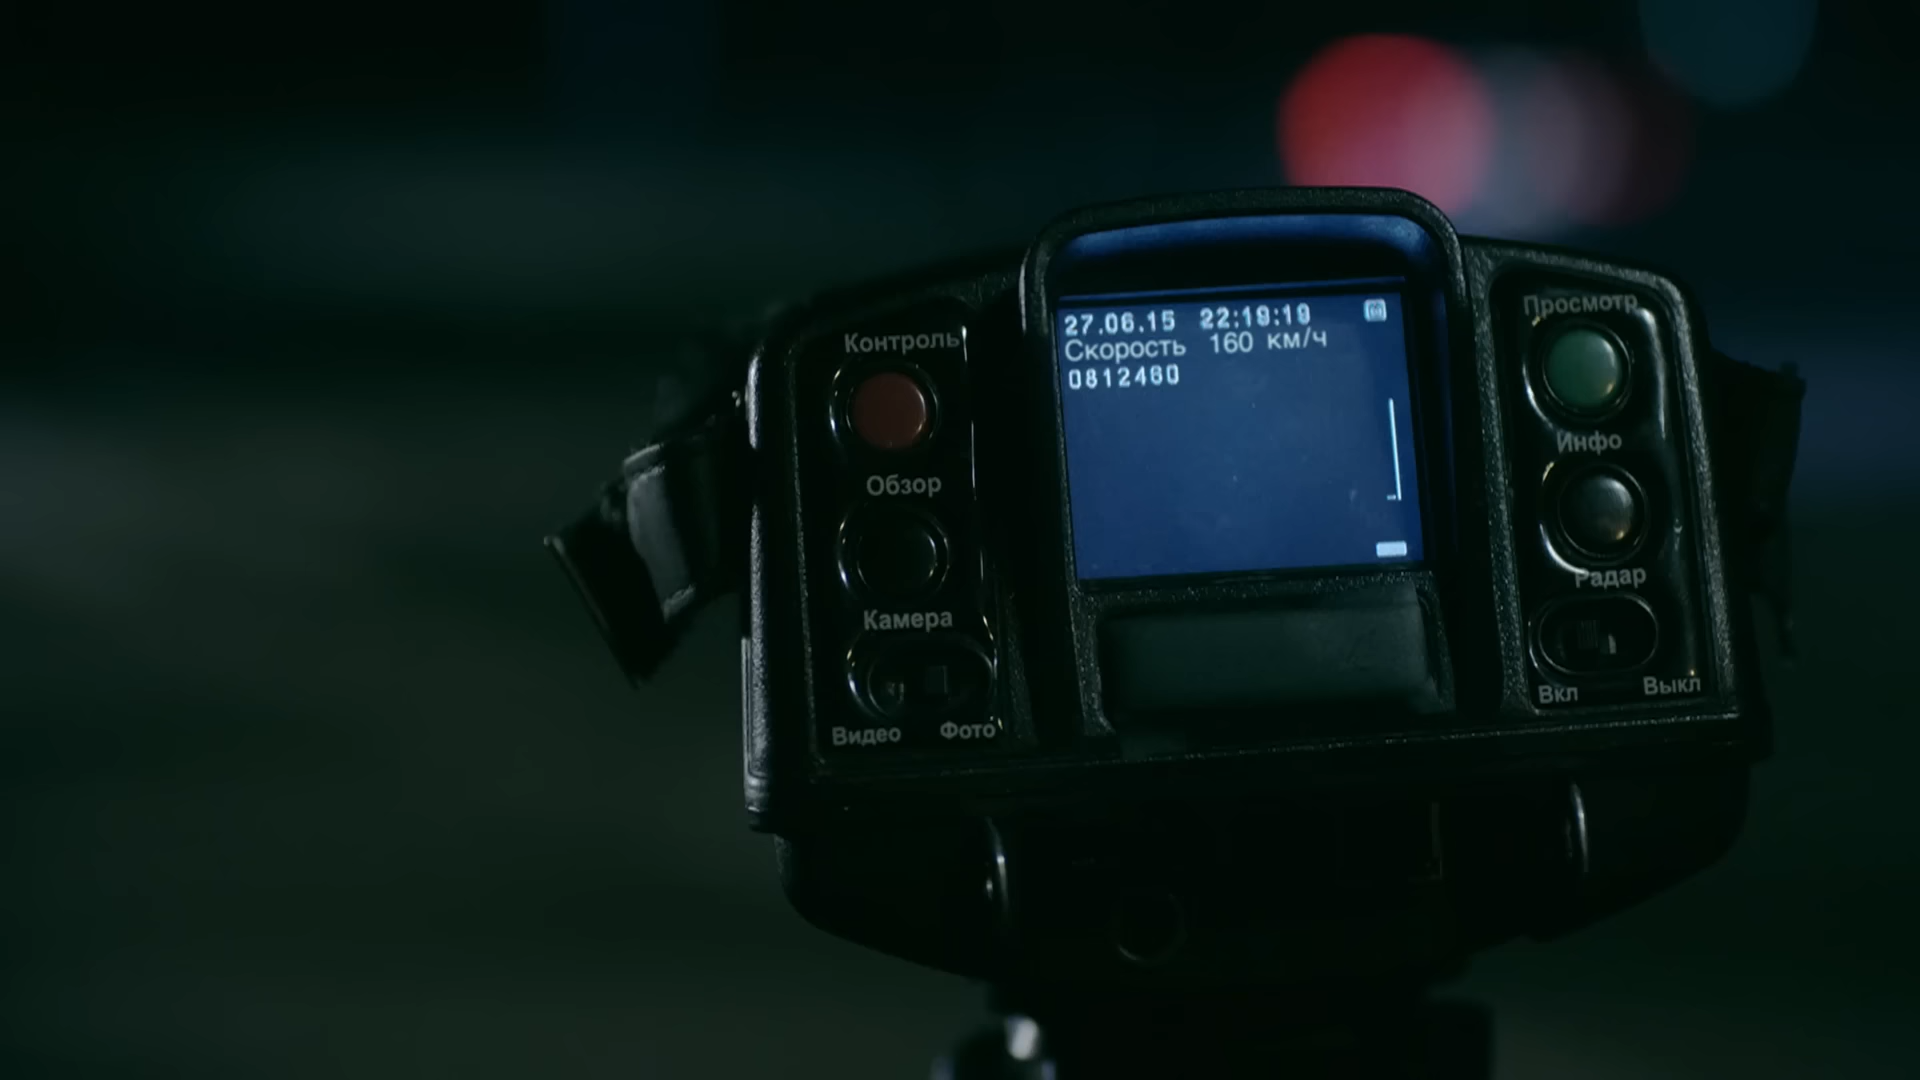 Контроль
Обзор
Камера
Видео Фото
27.06.15 22:19:19
Скорость 160 км/ч
0812460
Просмотр
Инфо
Радар
Вкл Выкл